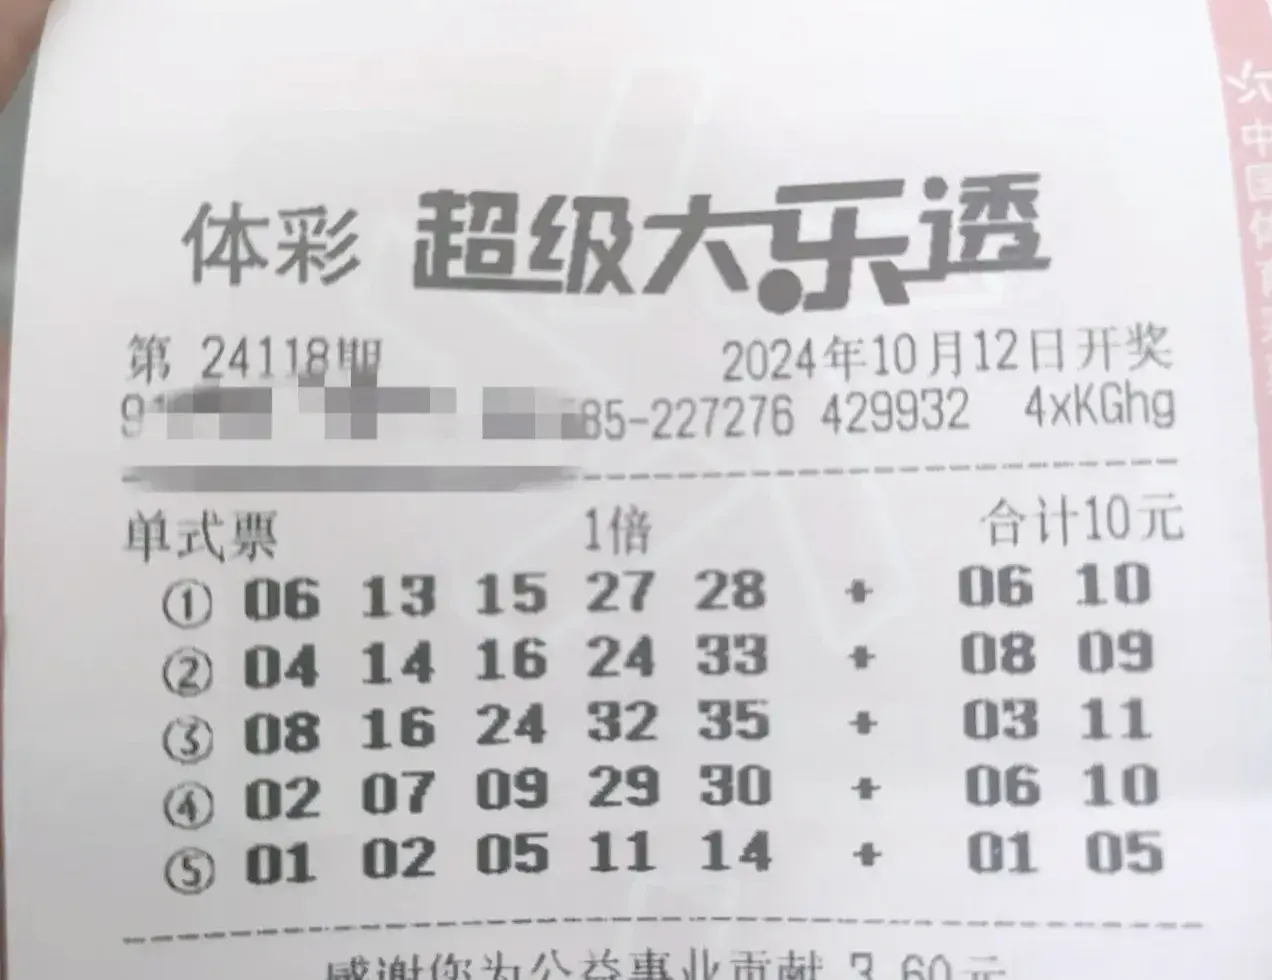 体彩 超级大乐透
第 24118期 2024年10月12日开奖
85-227276 429932 4xKGhg
单式票 1倍 合计10元
① 06 13 15 27 28 + 06 10
② 04 14 16 24 33 + 08 09
③ 08 16 24 32 35 + 03 11
④ 02 07 09 29 30 + 06 10
⑤ 01 02 05 11 14 + 01 05
感谢您为公益事业贡献 3.60元
中国体育